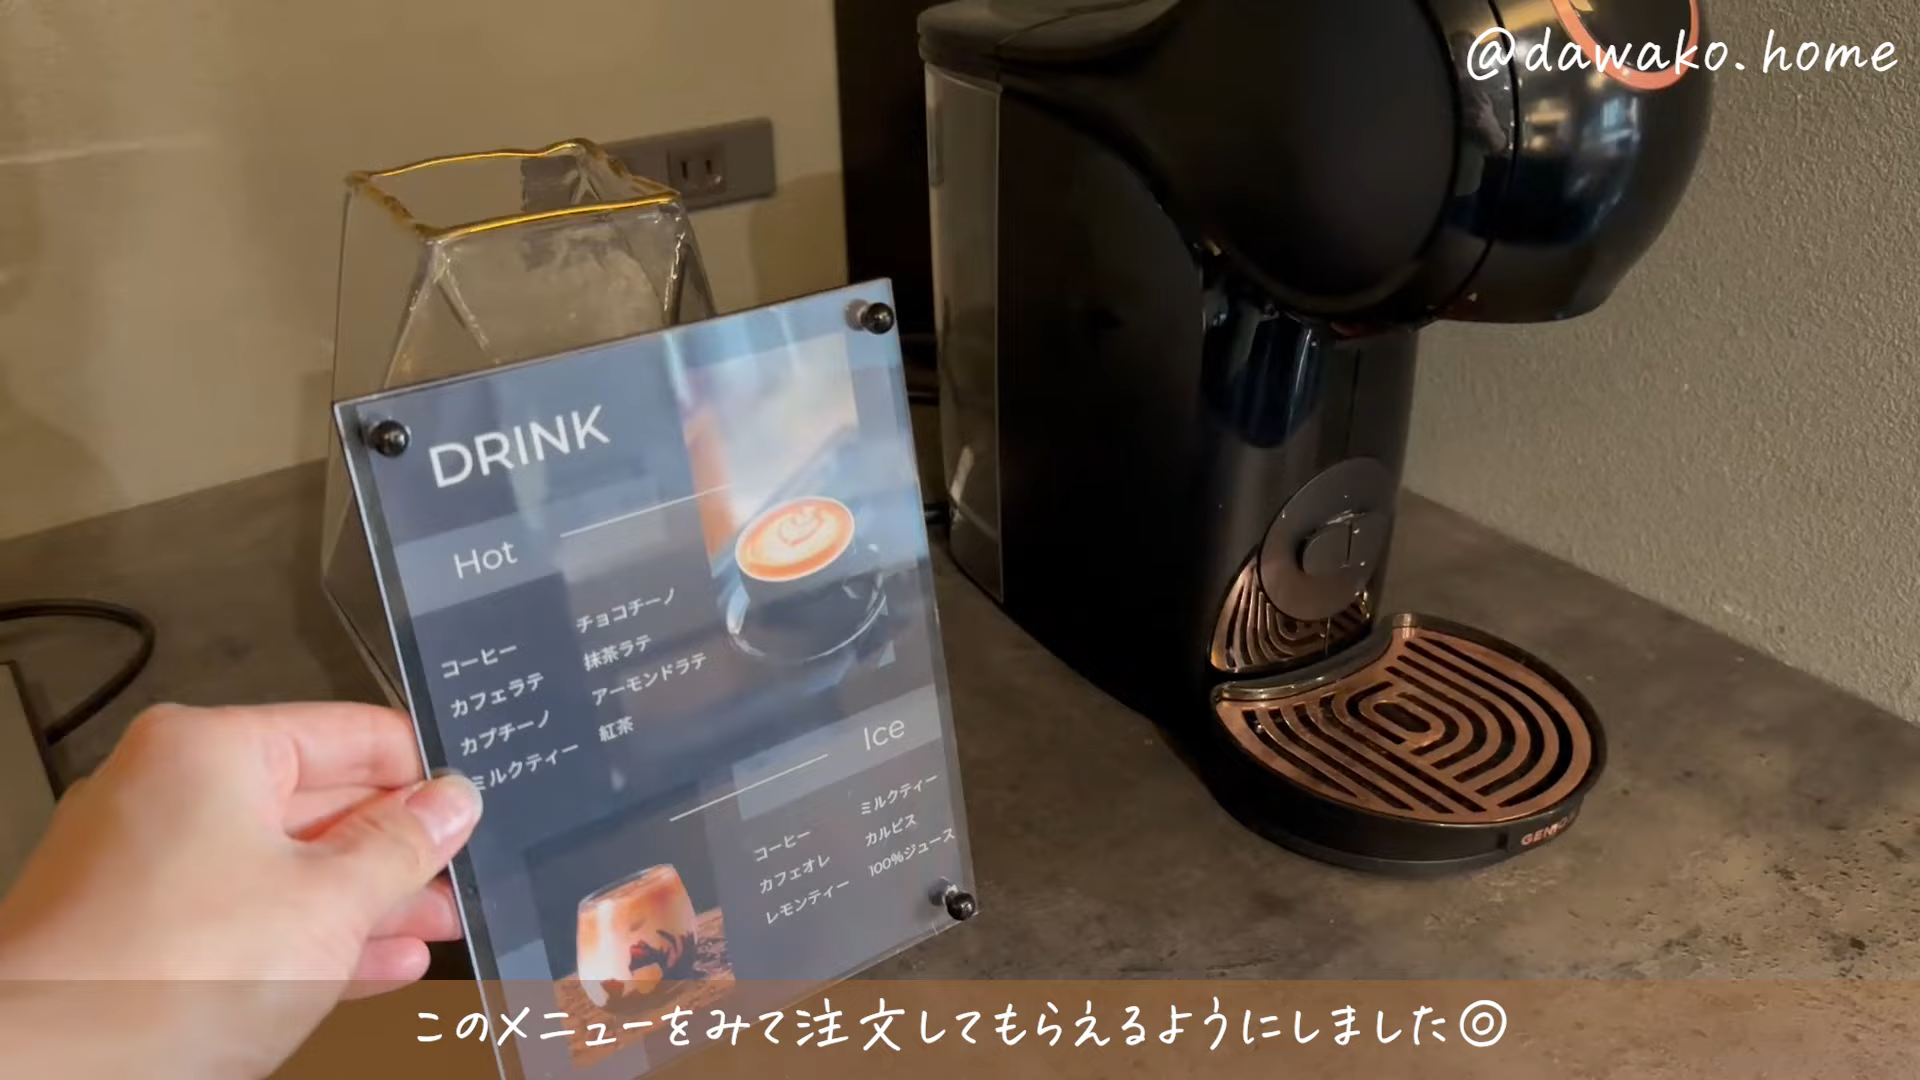 @dawako.home
DRINK
Hot
コーヒー
カフェラテ
カプチーノ
ミルクティー
チョコチーノ
抹茶ラテ
アーモンドラテ
紅茶
Ice
コーヒー
カフェオレ
レモンティー
ミルクティー
カルピス
100%ジュース
このメニューをみて注文してもらえるようにしました◎